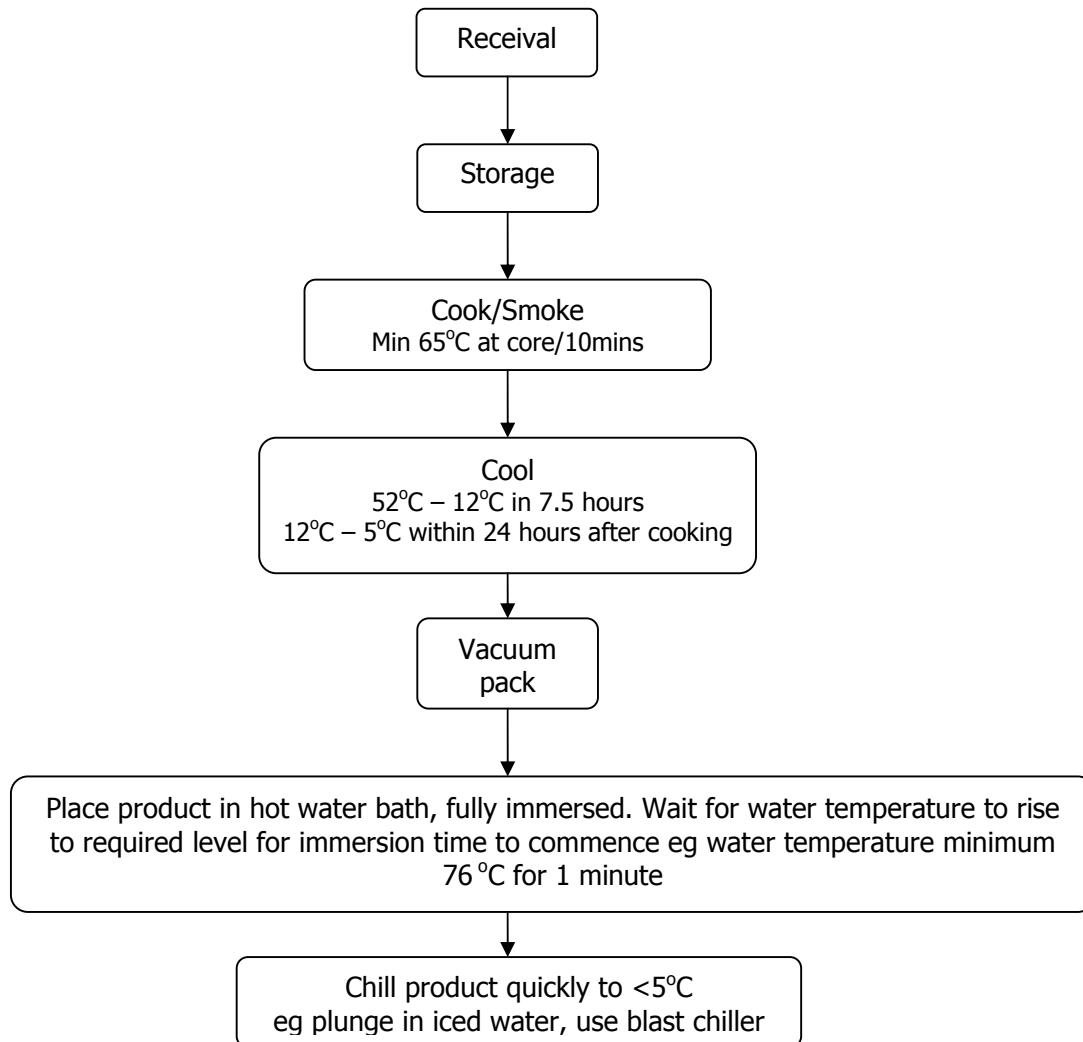 Receival
Storage
Cook/Smoke
Min 65°C at core/10mins
Cool
52°C – 12°C in 7.5 hours
12°C – 5°C within 24 hours after cooking
Vacuum
pack
Place product in hot water bath, fully immersed. Wait for water temperature to rise
to required level for immersion time to commence eg water temperature minimum
76 °C for 1 minute
Chill product quickly to <5°C
eg plunge in iced water, use blast chiller